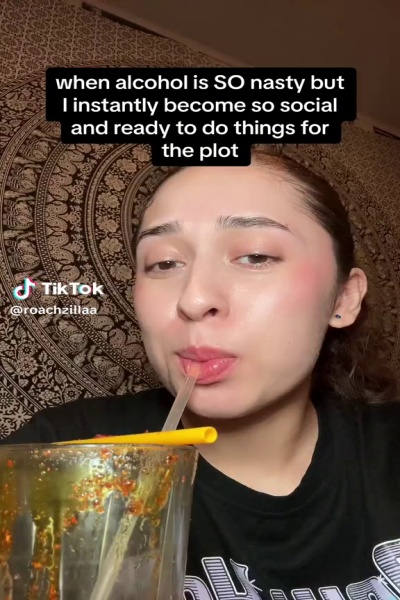 when alcohol is SO nasty but
I instantly become so social
and ready to do things for
the plot
TikTok
@roachzillaa